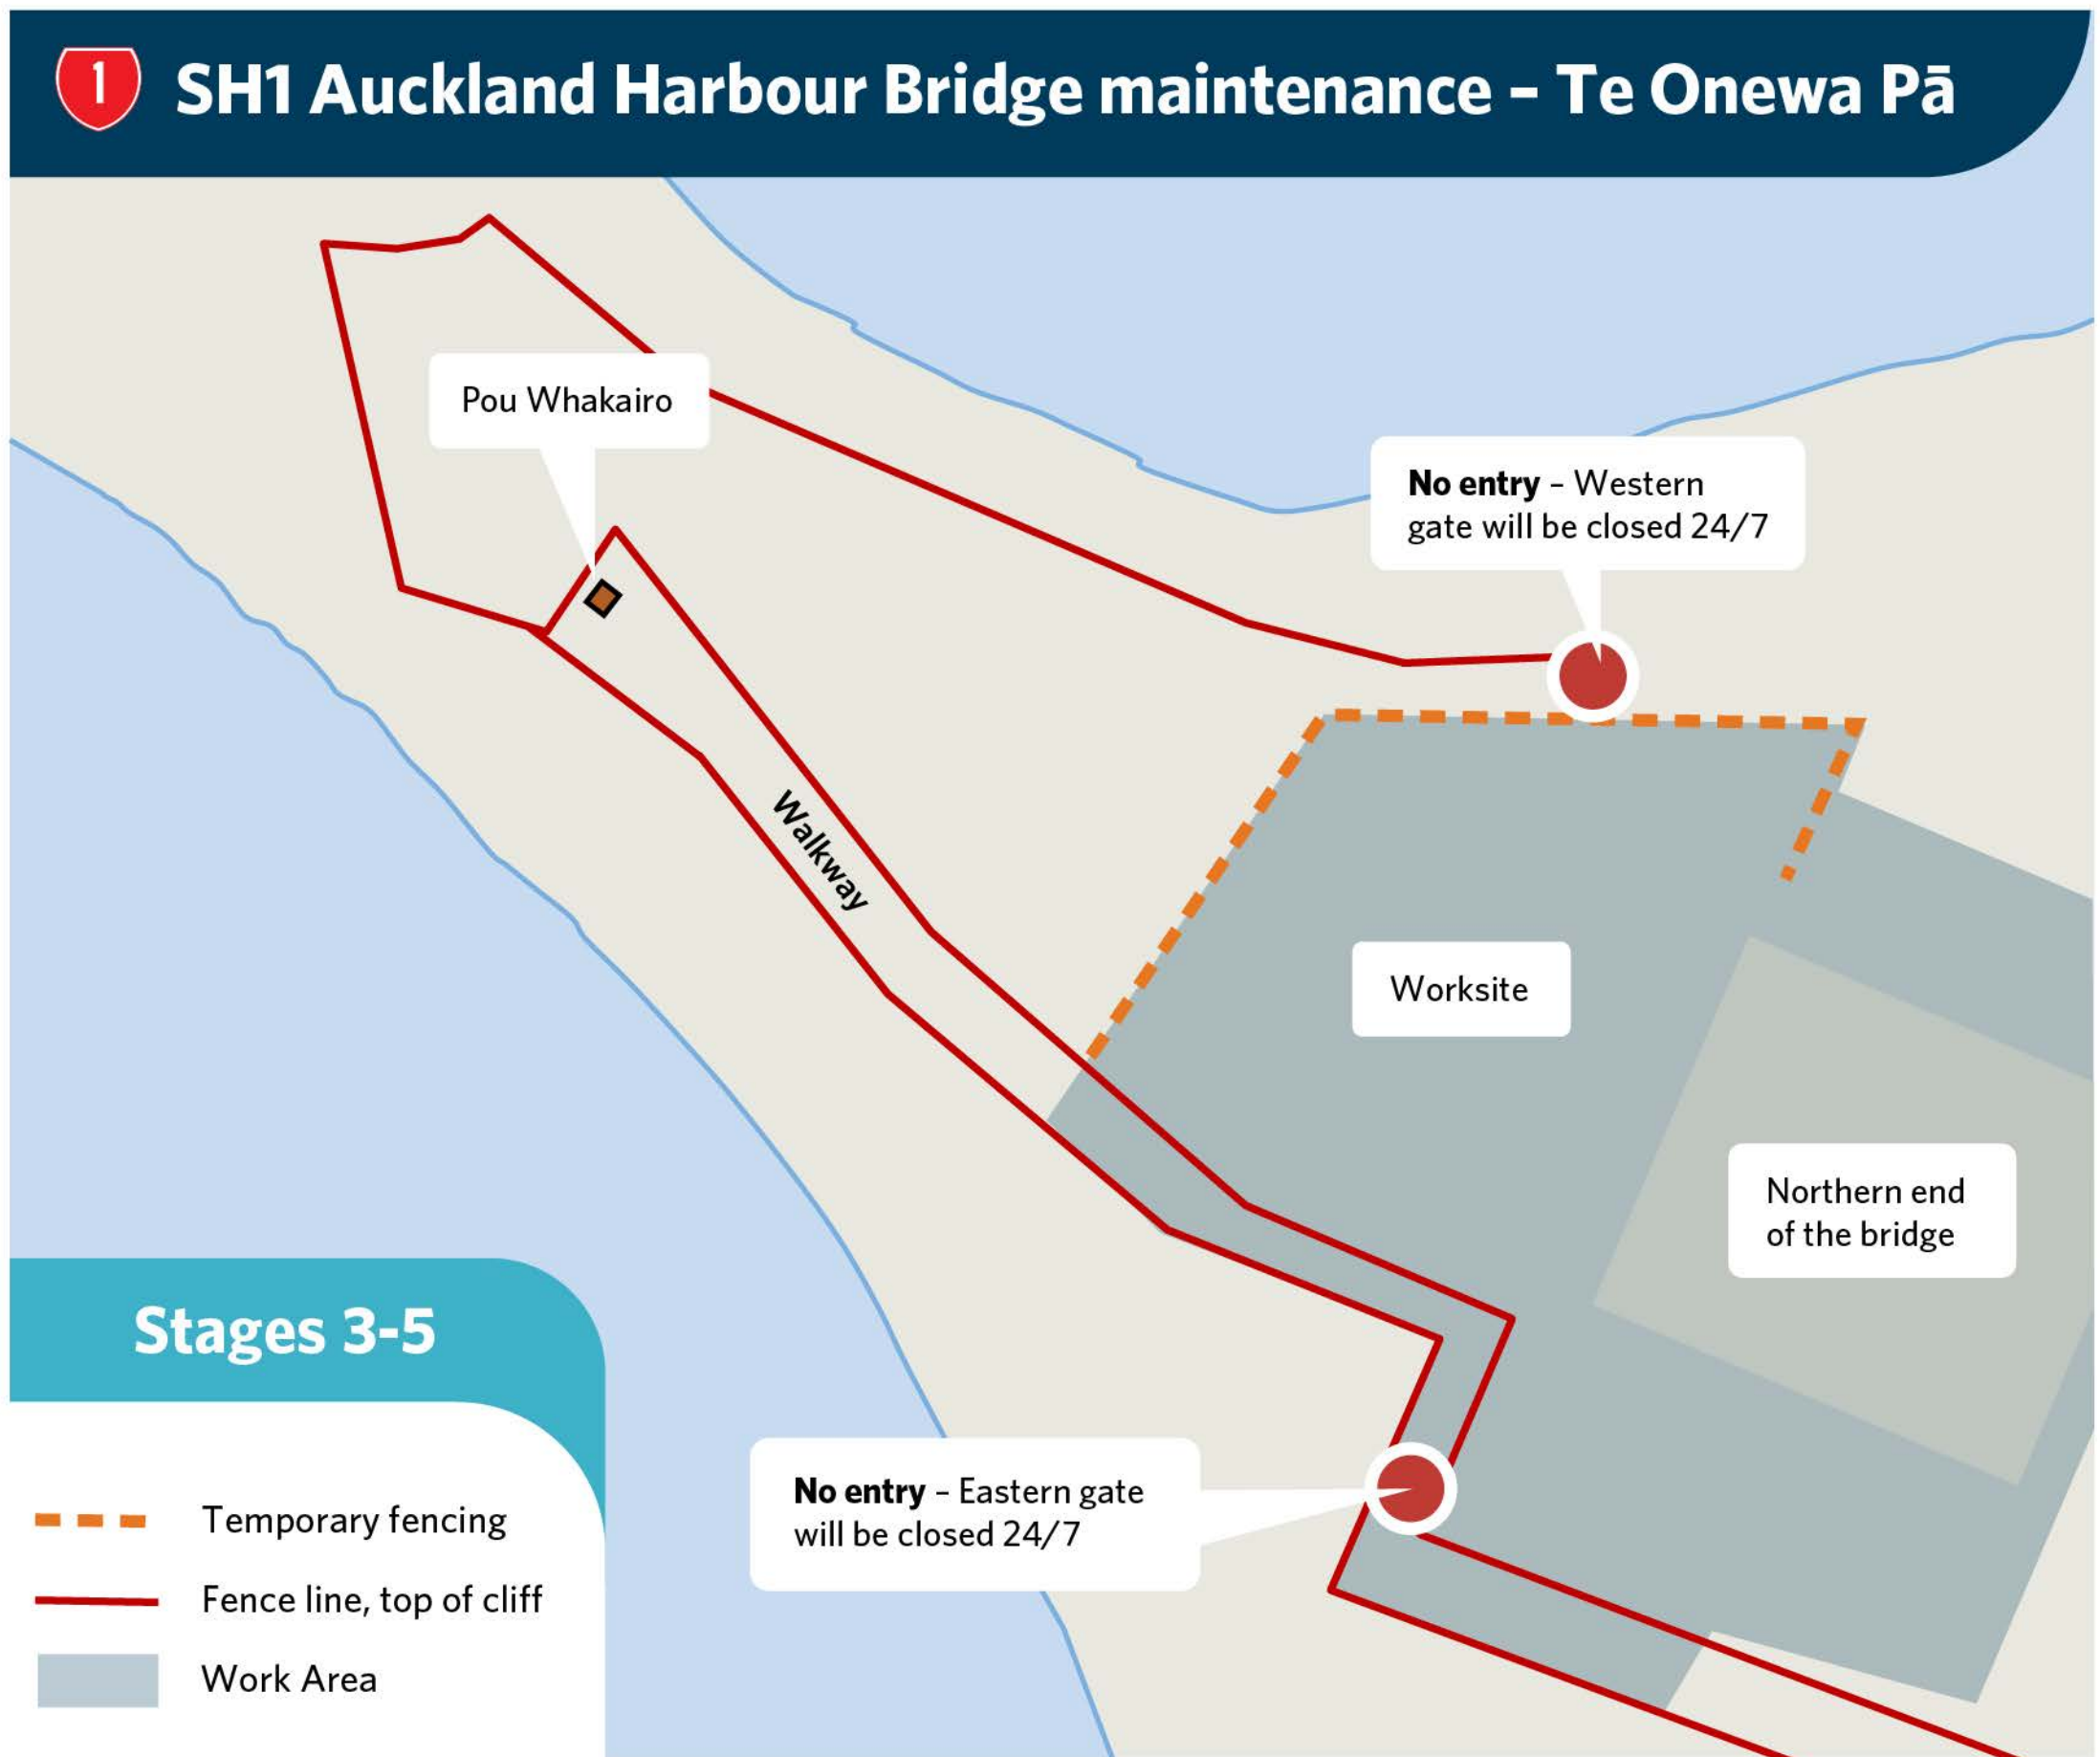 1
SH1 Auckland Harbour Bridge maintenance – Te Onewa Pā
Pou Whakairo
No entry – Western
gate will be closed 24/7
Walkway
Worksite
Northern end
of the bridge
No entry – Eastern gate
will be closed 24/7
Stages 3-5
Temporary fencing
Fence line, top of cliff
Work Area